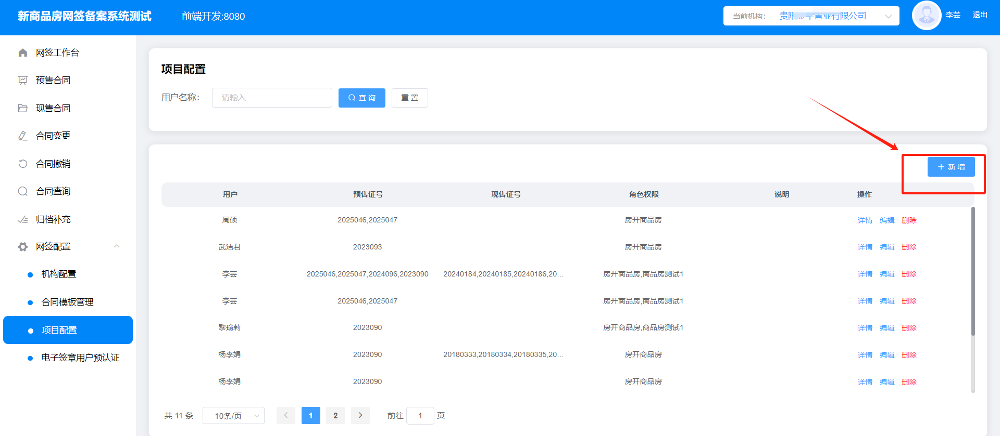 新商品房网签备案系统测试
前端开发:8080
当前机构：
贵阳金华置业有限公司
李芸
退出
网签工作台
预售合同
现售合同
合同变更
合同撤销
合同查询
归档补充
网签配置
机构配置
合同模板管理
项目配置
电子签章用户预认证
项目配置
用户名称：
请输入
查 询
重 置
新 增
用户 预售证号 现售证号 角色权限 说明 操作
周硕 2025046,2025047 房开商品房 详情 编辑 删除
武洁君 2023093 房开商品房 详情 编辑 删除
李芸 2025046,2025047,2024096,2023090 20240184,20240185,20240186,20... 房开商品房,商品房测试1 详情 编辑 删除
李芸 2025046,2025047 房开商品房,商品房测试1 详情 编辑 删除
黎瑜莉 2023090 房开商品房,商品房测试1 详情 编辑 删除
杨李娟 2023090 20180333,20180334,20180335,20... 房开商品房 详情 编辑 删除
杨李娟 2023090 房开商品房 详情 编辑 删除
共 11 条 10条/页 1 2 前往 1 页